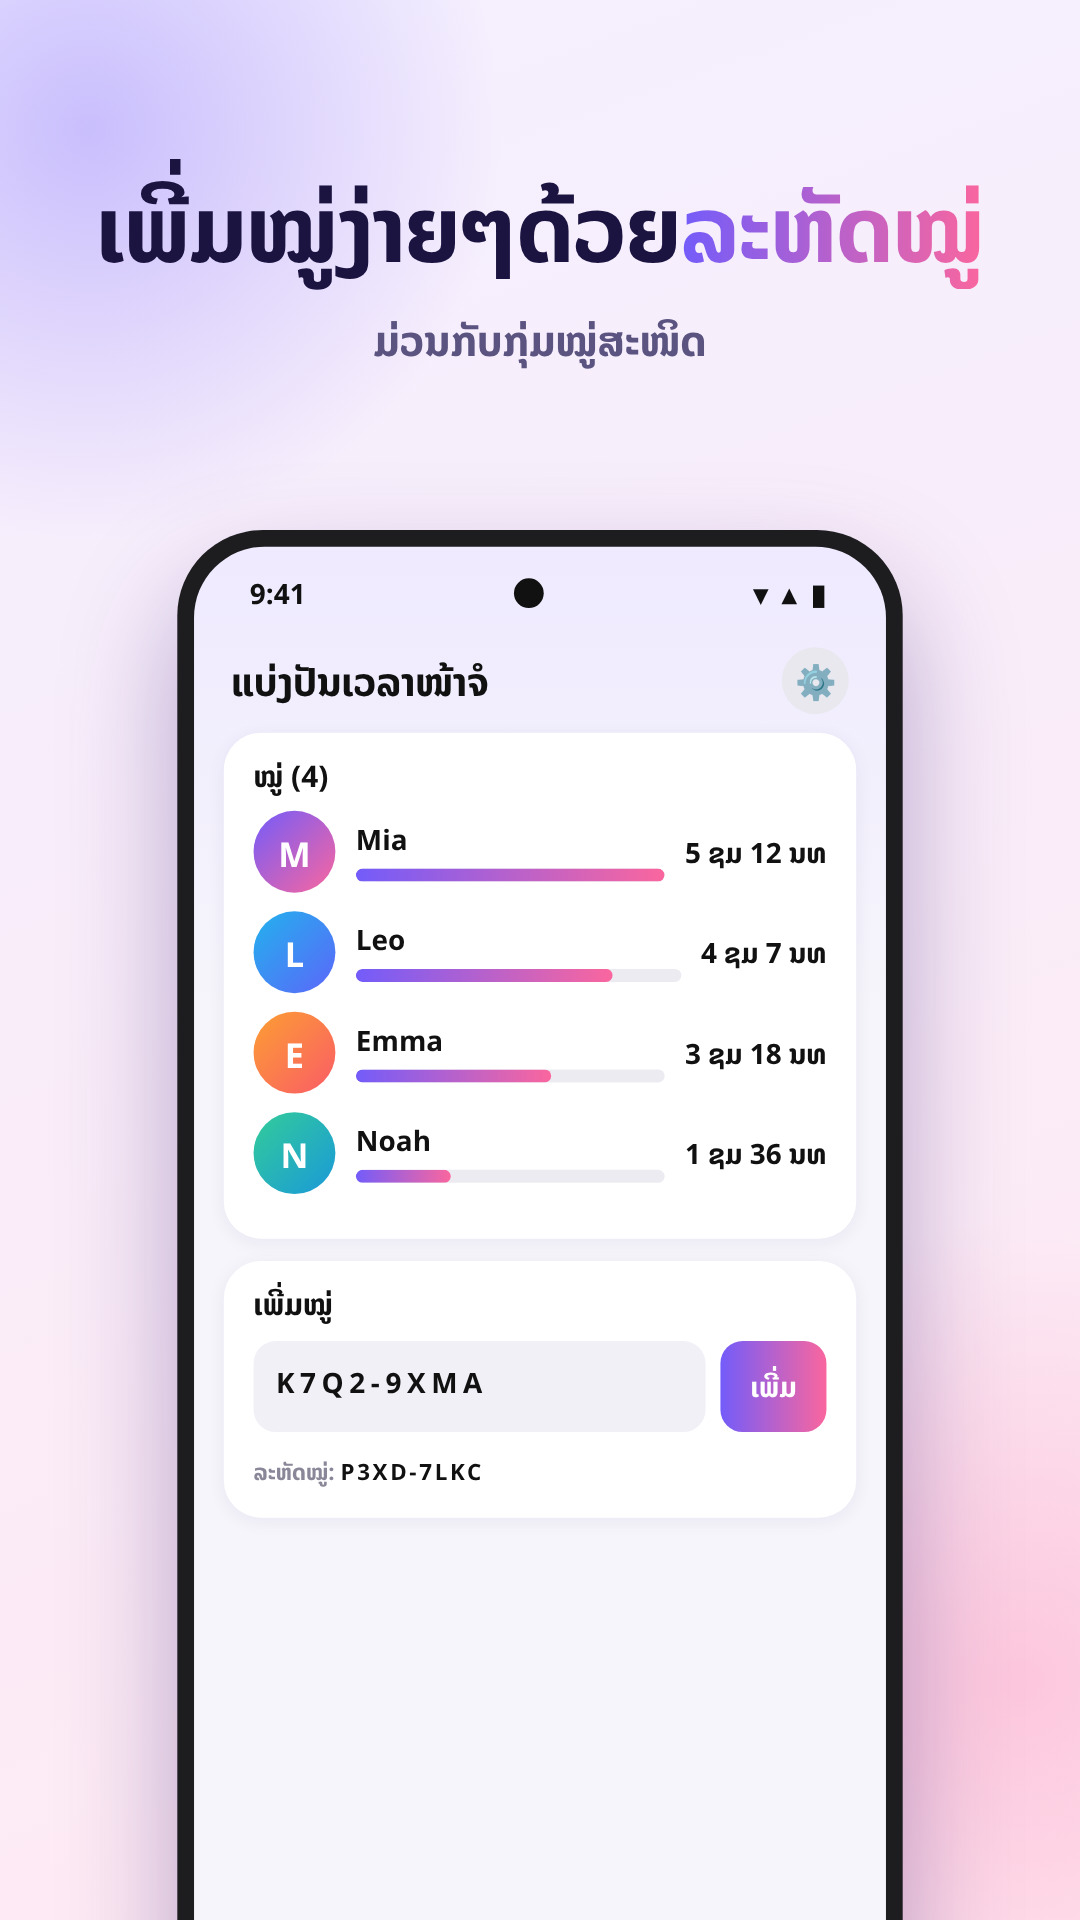 ເພີ່ມໝູ່ງ່າຍໆດ້ວຍລະຫັດໝູ່
ມ່ວນກັບກຸ່ມໝູ່ສະໜິດ
9:41
ແບ່ງປັນເວລາໜ້າຈໍ
ໝູ່ (4)
M Mia 5 ຊມ 12 ນທ
L Leo 4 ຊມ 7 ນທ
E Emma 3 ຊມ 18 ນທ
N Noah 1 ຊມ 36 ນທ
ເພີ່ມໝູ່
K7Q2-9XMA ເພີ່ມ
ລະຫັດໝູ່: P3XD-7LKC